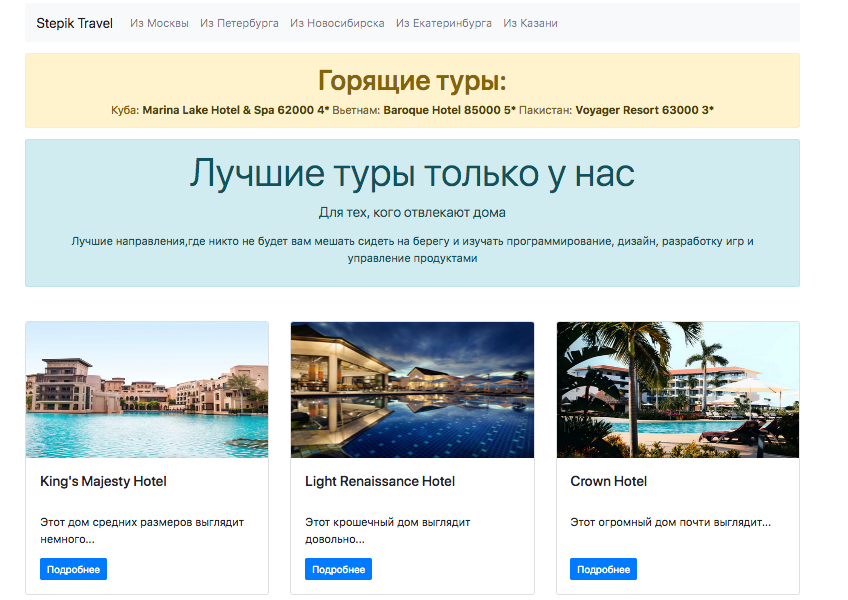 Stepik Travel Из Москвы Из Петербурга Из Новосибирска Из Екатеринбурга Из Казани
Горящие туры:
Куба: Marina Lake Hotel & Spa 62000 4* Вьетнам: Baroque Hotel 85000 5* Пакистан: Voyager Resort 63000 3*
Лучшие туры только у нас
Для тех, кого отвлекают дома
Лучшие направления,где никто не будет вам мешать сидеть на берегу и изучать программирование, дизайн, разработку игр и
управление продуктами
King's Majesty Hotel
Этот дом средних размеров выглядит
немного...
Подробнее
Light Renaissance Hotel
Этот крошечный дом выглядит
довольно...
Подробнее
Crown Hotel
Этот огромный дом почти выглядит...
Подробнее